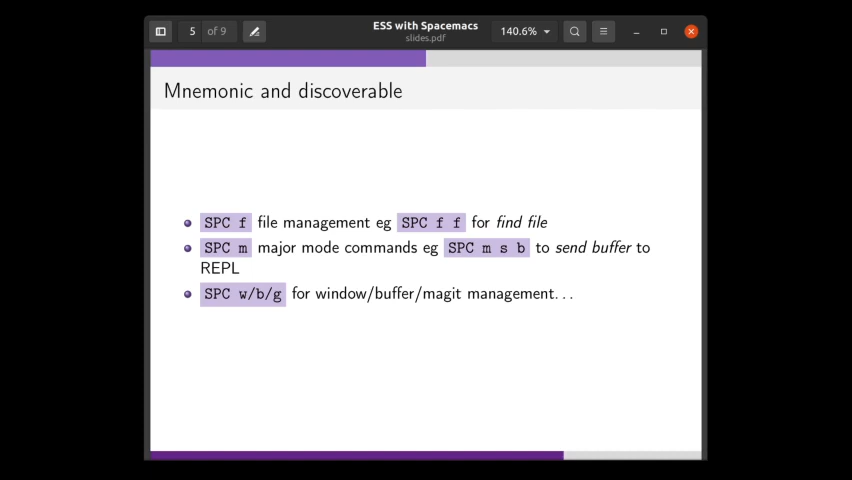 5 of 9
ESS with Spacemacs
slides.pdf
140.6%
Mnemonic and discoverable
SPC f file management eg SPC f f for find file
SPC m major mode commands eg SPC m s b to send buffer to
REPL
SPC w/b/g for window/buffer/magit management...